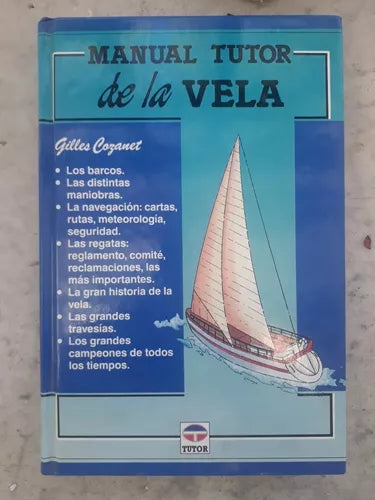 MANUAL TUTOR
de la VELA
Gilles Cozanet
• Los barcos.
• Las distintas
maniobras.
• La navegación: cartas,
rutas, meteorología,
seguridad.
• Las regatas:
reglamento, comité,
reclamaciones, las
más importantes.
• La gran historia de la
vela.
• Las grandes
travesías.
• Los grandes
campeones de todos
los tiempos.
TUTOR